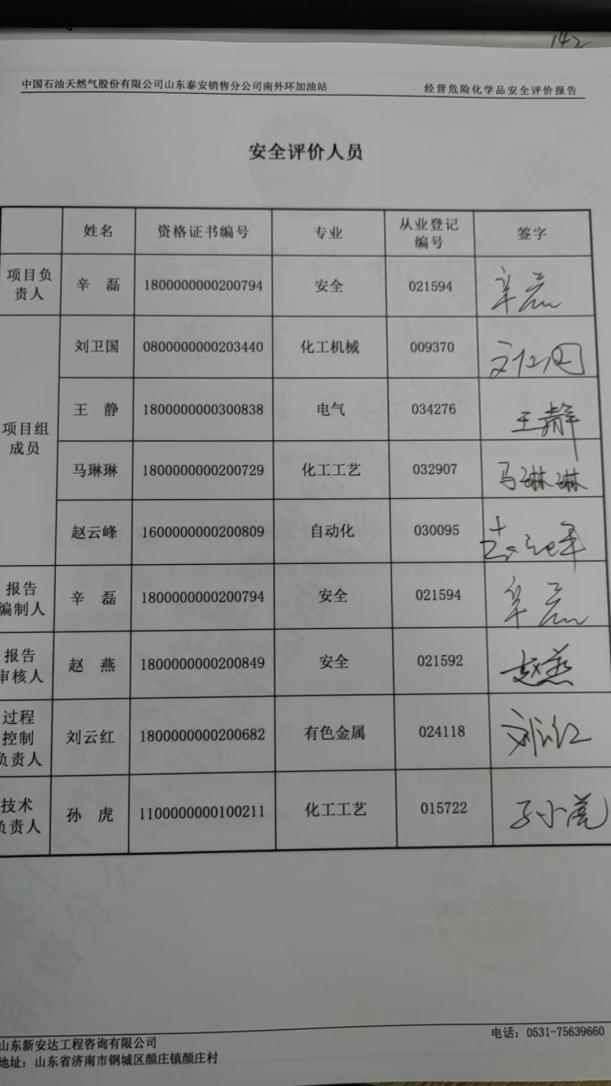 142
中国石油天然气股份有限公司山东泰安销售分公司南外环加油站 经营危险化学品安全评价报告
安全评价人员
姓名 资格证书编号 专业 从业登记编号 签字
项目负责人 辛 磊 1800000000200794 安全 021594 辛磊
项目组成员 刘卫国 0800000000203440 化工机械 009370 刘卫国
王 静 1800000000300838 电气 034276 王静
马琳琳 1800000000200729 化工工艺 032907 马琳琳
赵云峰 1600000000200809 自动化 030095 赵云峰
报告编制人 辛 磊 1800000000200794 安全 021594 辛磊
报告审核人 赵 燕 1800000000200849 安全 021592 赵燕
过程控制负责人 刘云红 1800000000200682 有色金属 024118 刘云红
技术负责人 孙 虎 1100000000100211 化工工艺 015722 孙虎
山东新安达工程咨询有限公司 电话：0531-75639660
地址：山东省济南市钢城区颜庄镇颜庄村